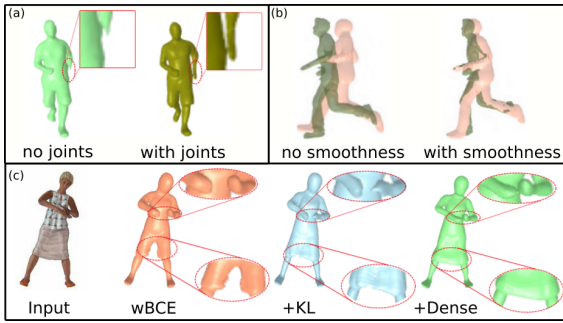 (a)
no joints
with joints
(b)
no smoothness
with smoothness
(c)
Input
wBCE
+KL
+Dense